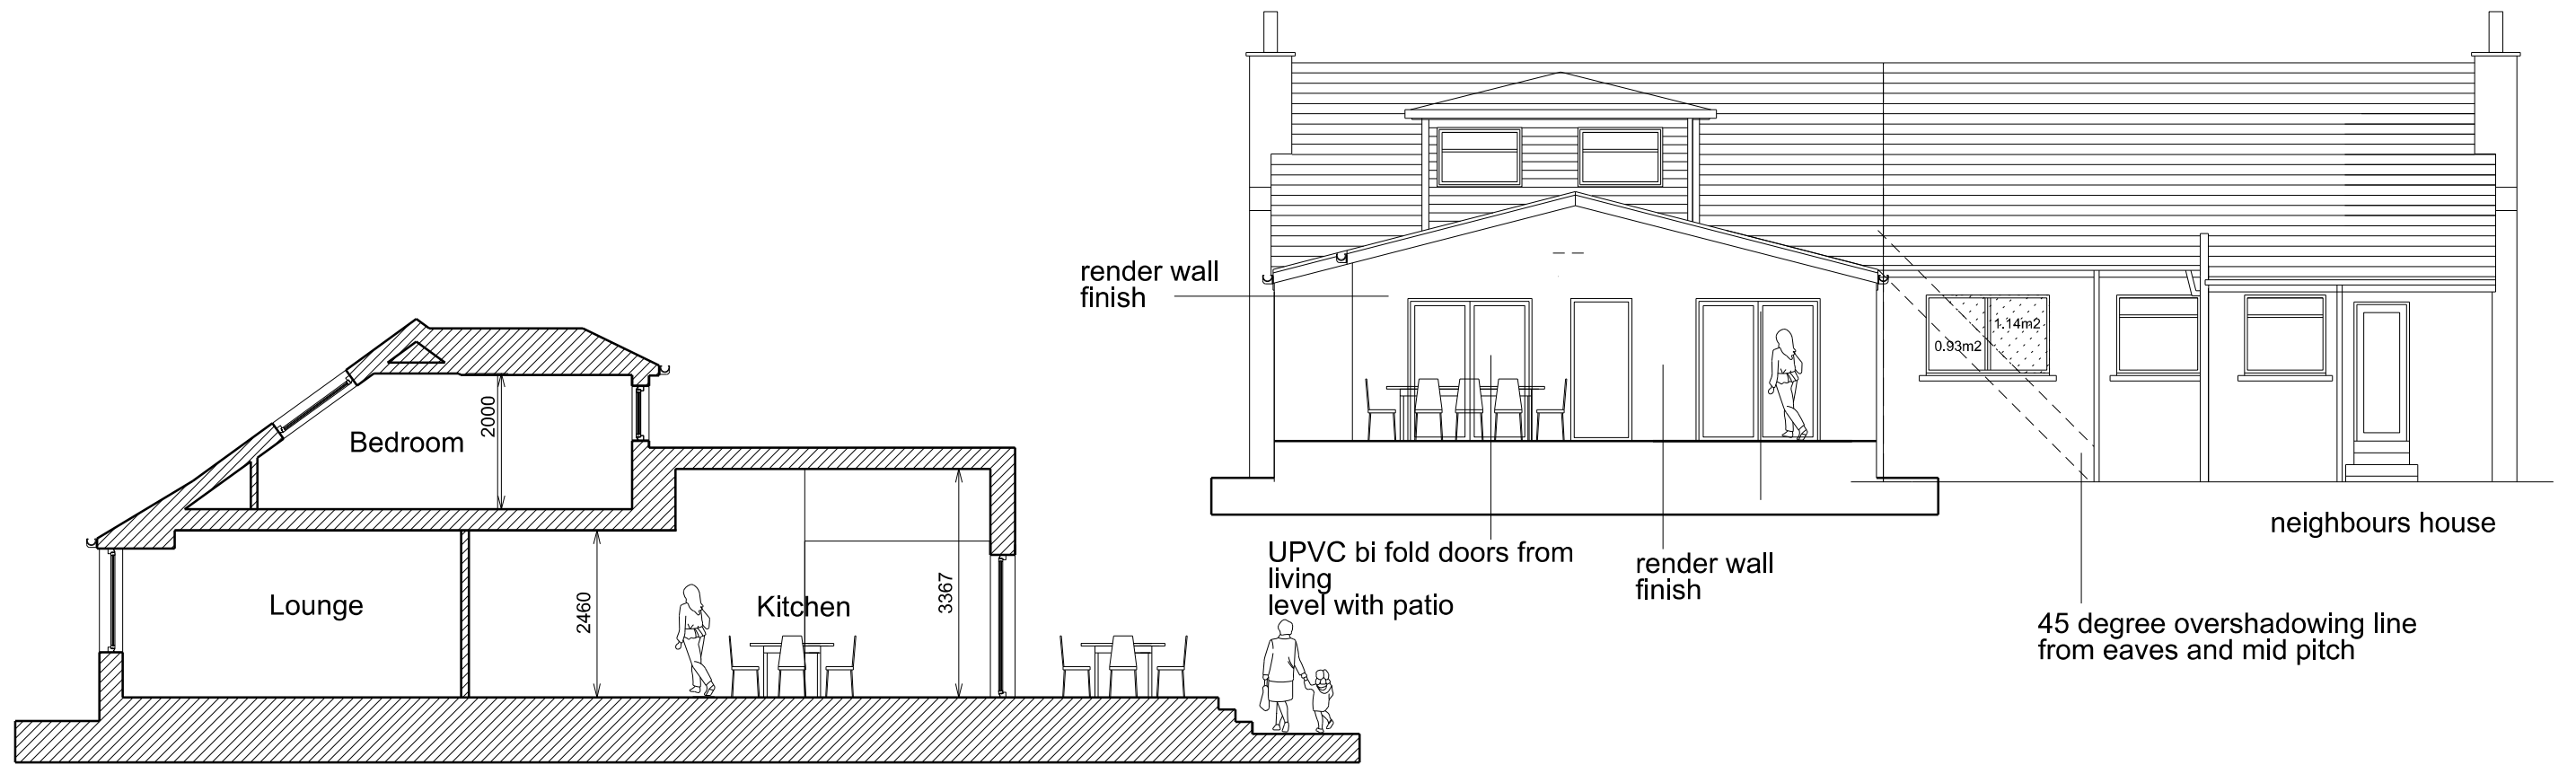 Bedroom
2000
Lounge
2460
Kitchen
3367
render wall
finish
1.14m2
0.93m2
UPVC bi fold doors from
living
level with patio
render wall
finish
neighbours house
45 degree overshadowing line
from eaves and mid pitch